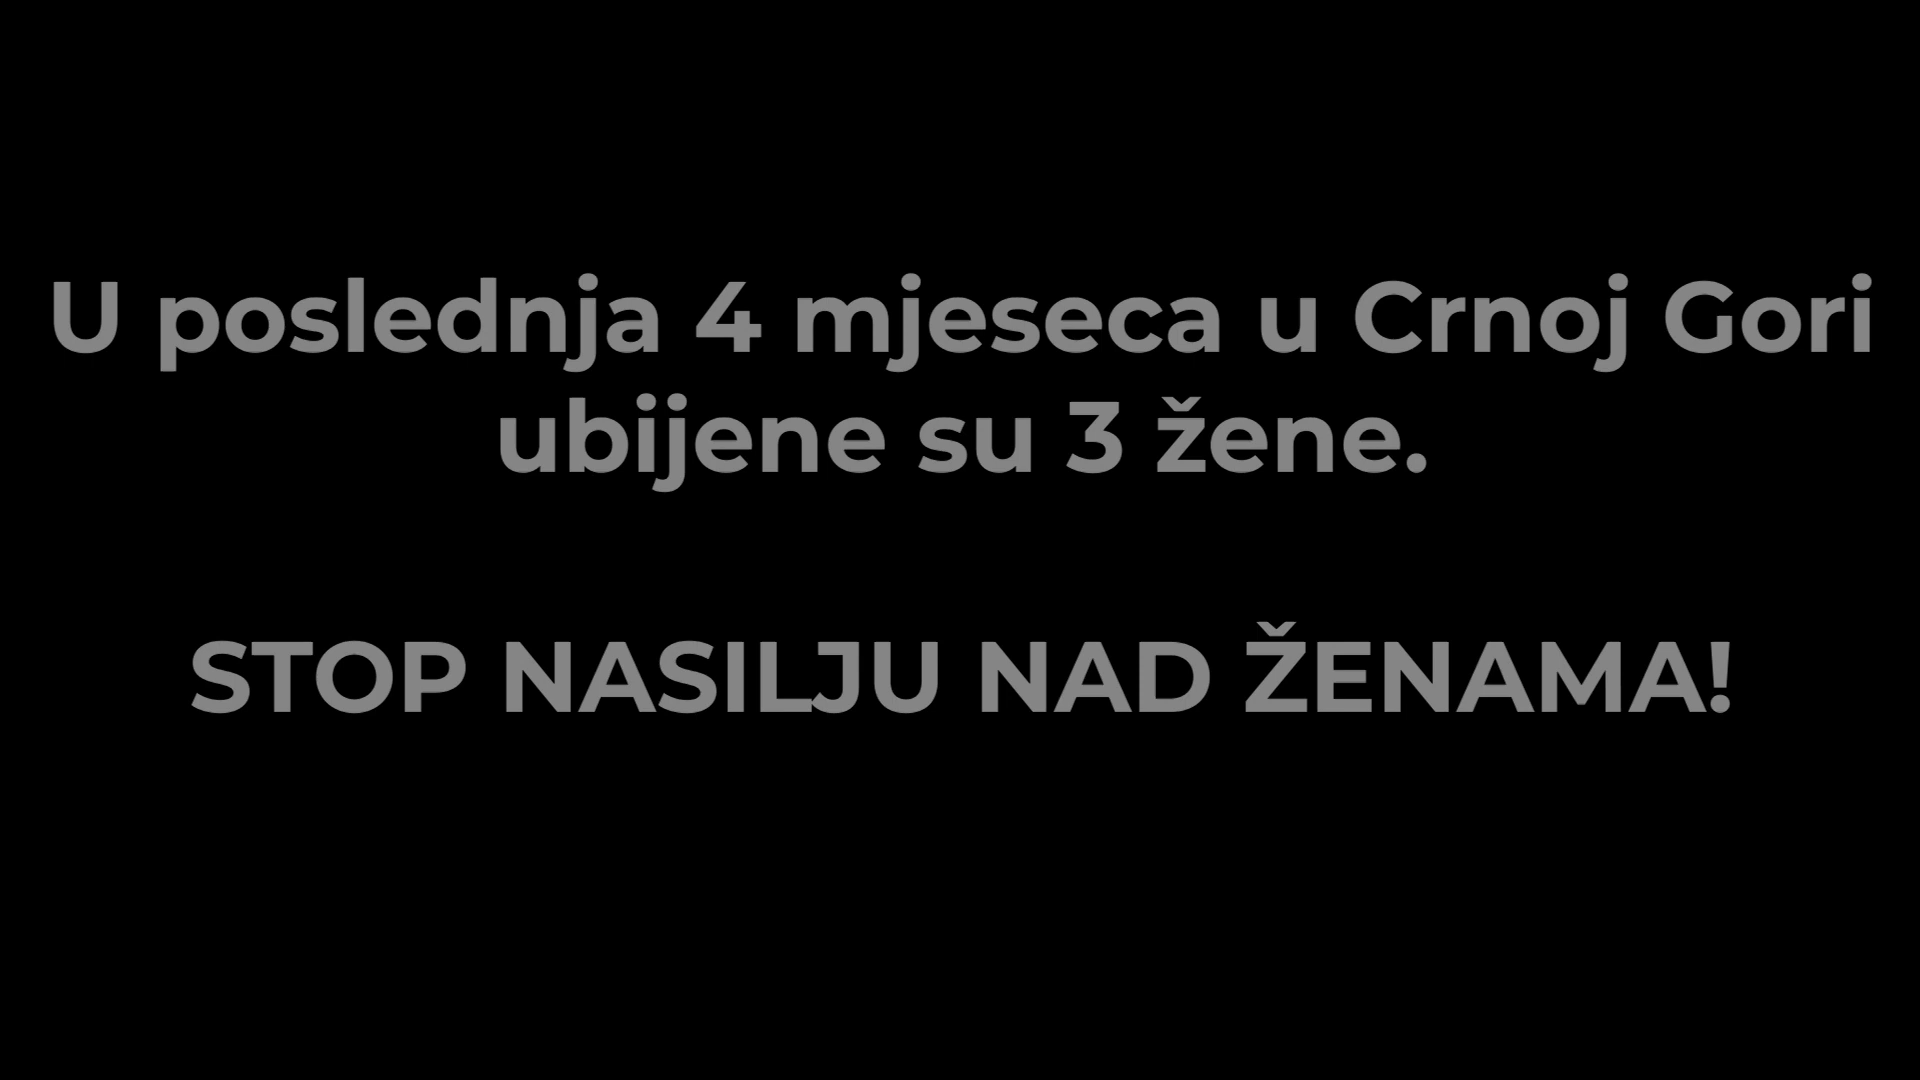 U poslednja 4 mjeseca u Crnoj Gori
ubijene su 3 žene.
STOP NASILJU NAD ŽENAMA!